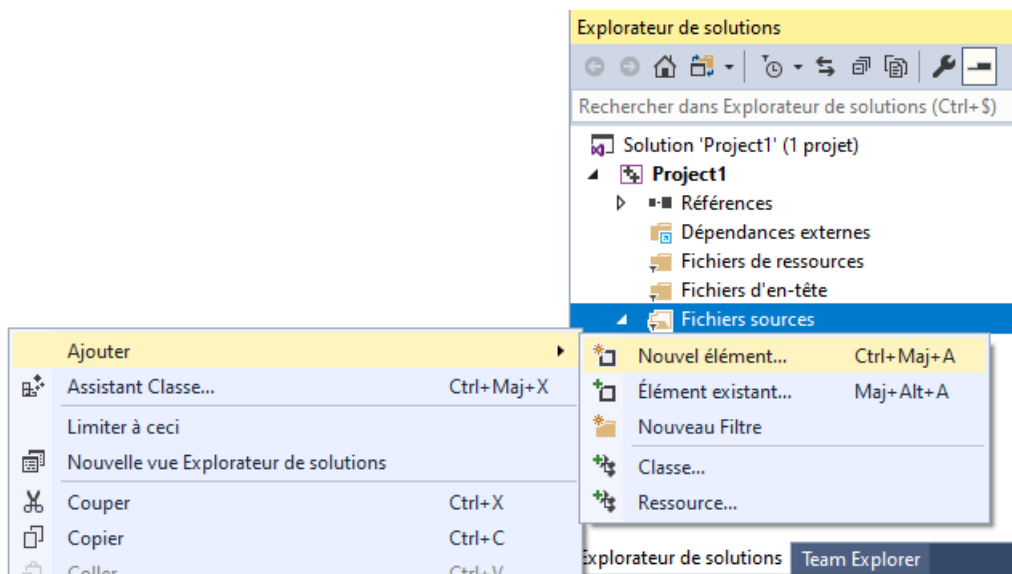 Explorateur de solutions
Rechercher dans Explorateur de solutions (Ctrl+$)
Solution 'Project1' (1 projet)
Project1
Références
Dépendances externes
Fichiers de ressources
Fichiers d'en-tête
Fichiers sources
Ajouter
Assistant Classe... Ctrl+Maj+X
Limiter à ceci
Nouvelle vue Explorateur de solutions
Couper Ctrl+X
Copier Ctrl+C
Coller Ctrl+V
Nouvel élément... Ctrl+Maj+A
Élément existant... Maj+Alt+A
Nouveau Filtre
Classe...
Ressource...
Explorateur de solutions Team Explorer